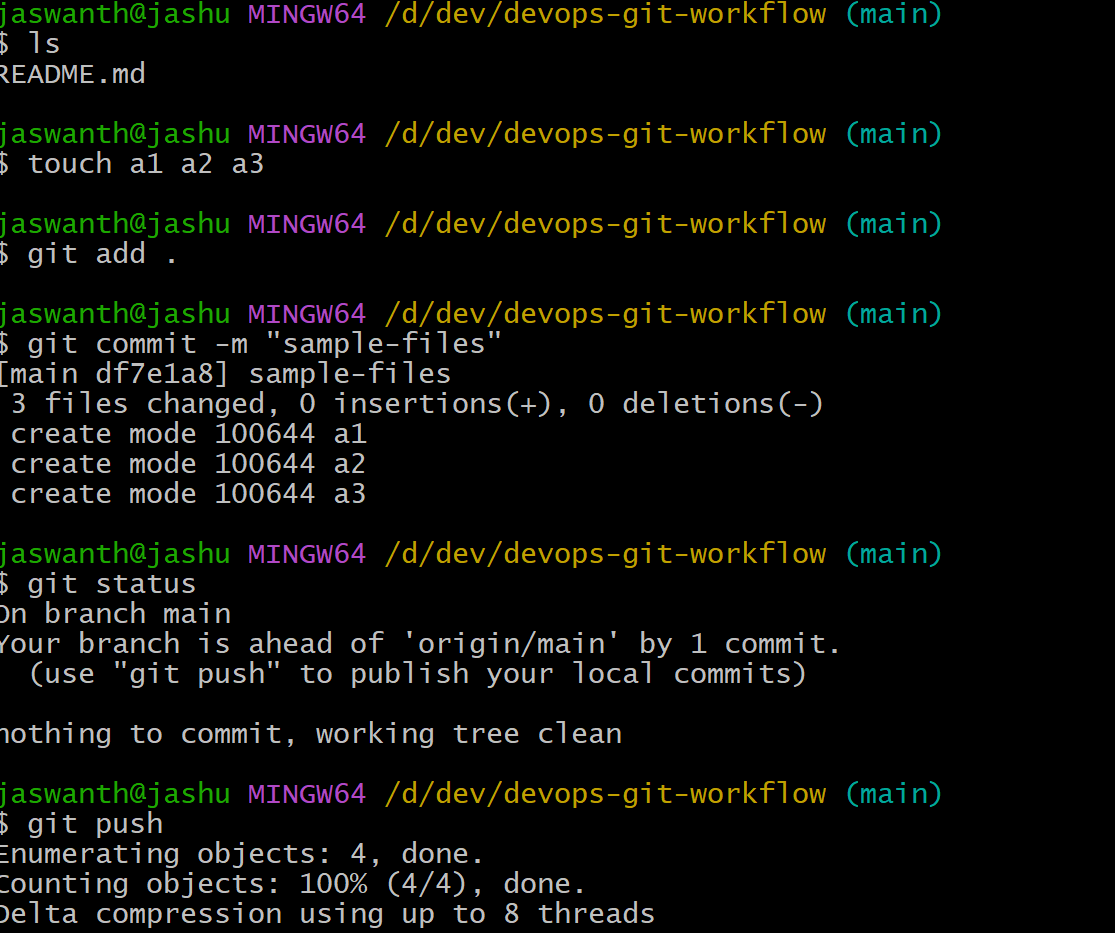 jaswanth@jashu MINGW64 /d/dev/devops-git-workflow (main)
$ ls
README.md
jaswanth@jashu MINGW64 /d/dev/devops-git-workflow (main)
$ touch a1 a2 a3
jaswanth@jashu MINGW64 /d/dev/devops-git-workflow (main)
$ git add .
jaswanth@jashu MINGW64 /d/dev/devops-git-workflow (main)
$ git commit -m "sample-files"
[main df7e1a8] sample-files
 3 files changed, 0 insertions(+), 0 deletions(-)
 create mode 100644 a1
 create mode 100644 a2
 create mode 100644 a3
jaswanth@jashu MINGW64 /d/dev/devops-git-workflow (main)
$ git status
On branch main
Your branch is ahead of 'origin/main' by 1 commit.
  (use "git push" to publish your local commits)
nothing to commit, working tree clean
jaswanth@jashu MINGW64 /d/dev/devops-git-workflow (main)
$ git push
Enumerating objects: 4, done.
Counting objects: 100% (4/4), done.
Delta compression using up to 8 threads